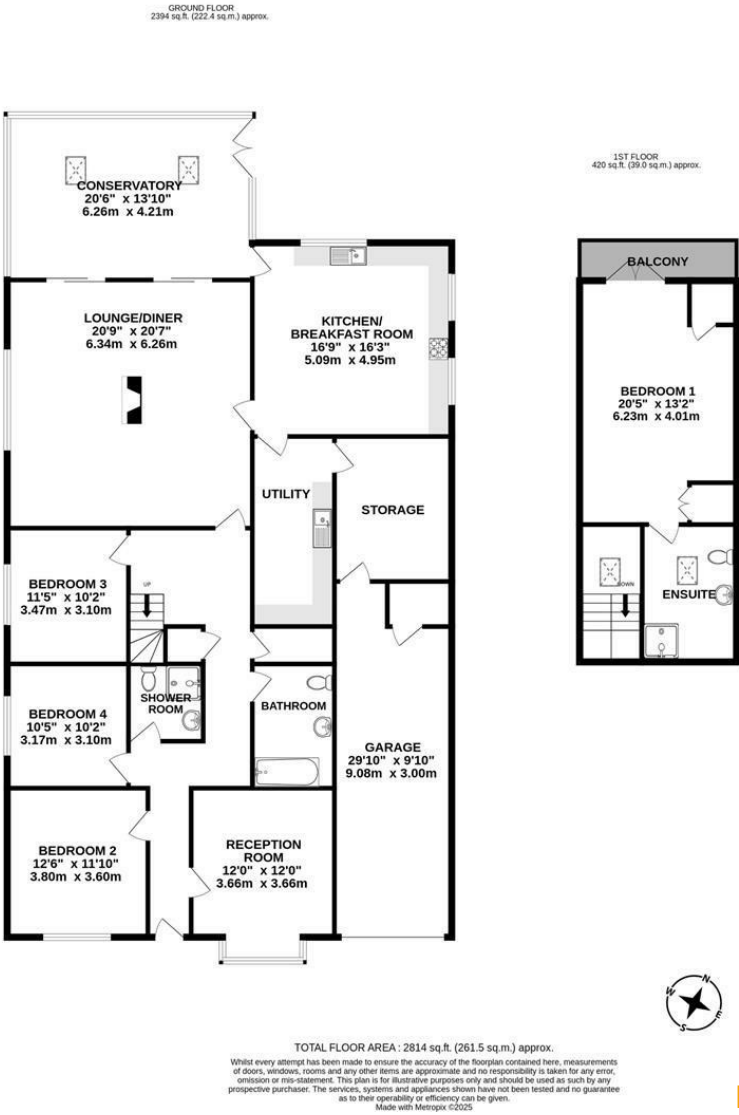 GROUND FLOOR
2394 sq.ft. (222.4 sq.m.) approx.
CONSERVATORY
20'6" x 13'10"
6.26m x 4.21m
LOUNGE/DINER
20'9" x 20'7"
6.34m x 6.26m
KITCHEN/
BREAKFAST ROOM
16'9" x 16'3"
5.09m x 4.95m
UTILITY
STORAGE
BEDROOM 3
11'5" x 10'2"
3.47m x 3.10m
UP
SHOWER
ROOM
BEDROOM 4
10'5" x 10'2"
3.17m x 3.10m
BATHROOM
GARAGE
29'10" x 9'10"
9.08m x 3.00m
BEDROOM 2
12'6" x 11'10"
3.80m x 3.60m
RECEPTION
ROOM
12'0" x 12'0"
3.66m x 3.66m
1ST FLOOR
420 sq.ft. (39.0 sq.m.) approx.
BALCONY
BEDROOM 1
20'5" x 13'2"
6.23m x 4.01m
DOWN
ENSUITE
N
W
E
S
TOTAL FLOOR AREA : 2814 sq.ft. (261.5 sq.m.) approx.
Whilst every attempt has been made to ensure the accuracy of the floorplan contained here, measurements
of doors, windows, rooms and any other items are approximate and no responsibility is taken for any error,
omission or mis-statement. This plan is for illustrative purposes only and should be used as such by any
prospective purchaser. The services, systems and appliances shown have not been tested and no guarantee
as to their operability or efficiency can be given.
Made with Metropix ©2025